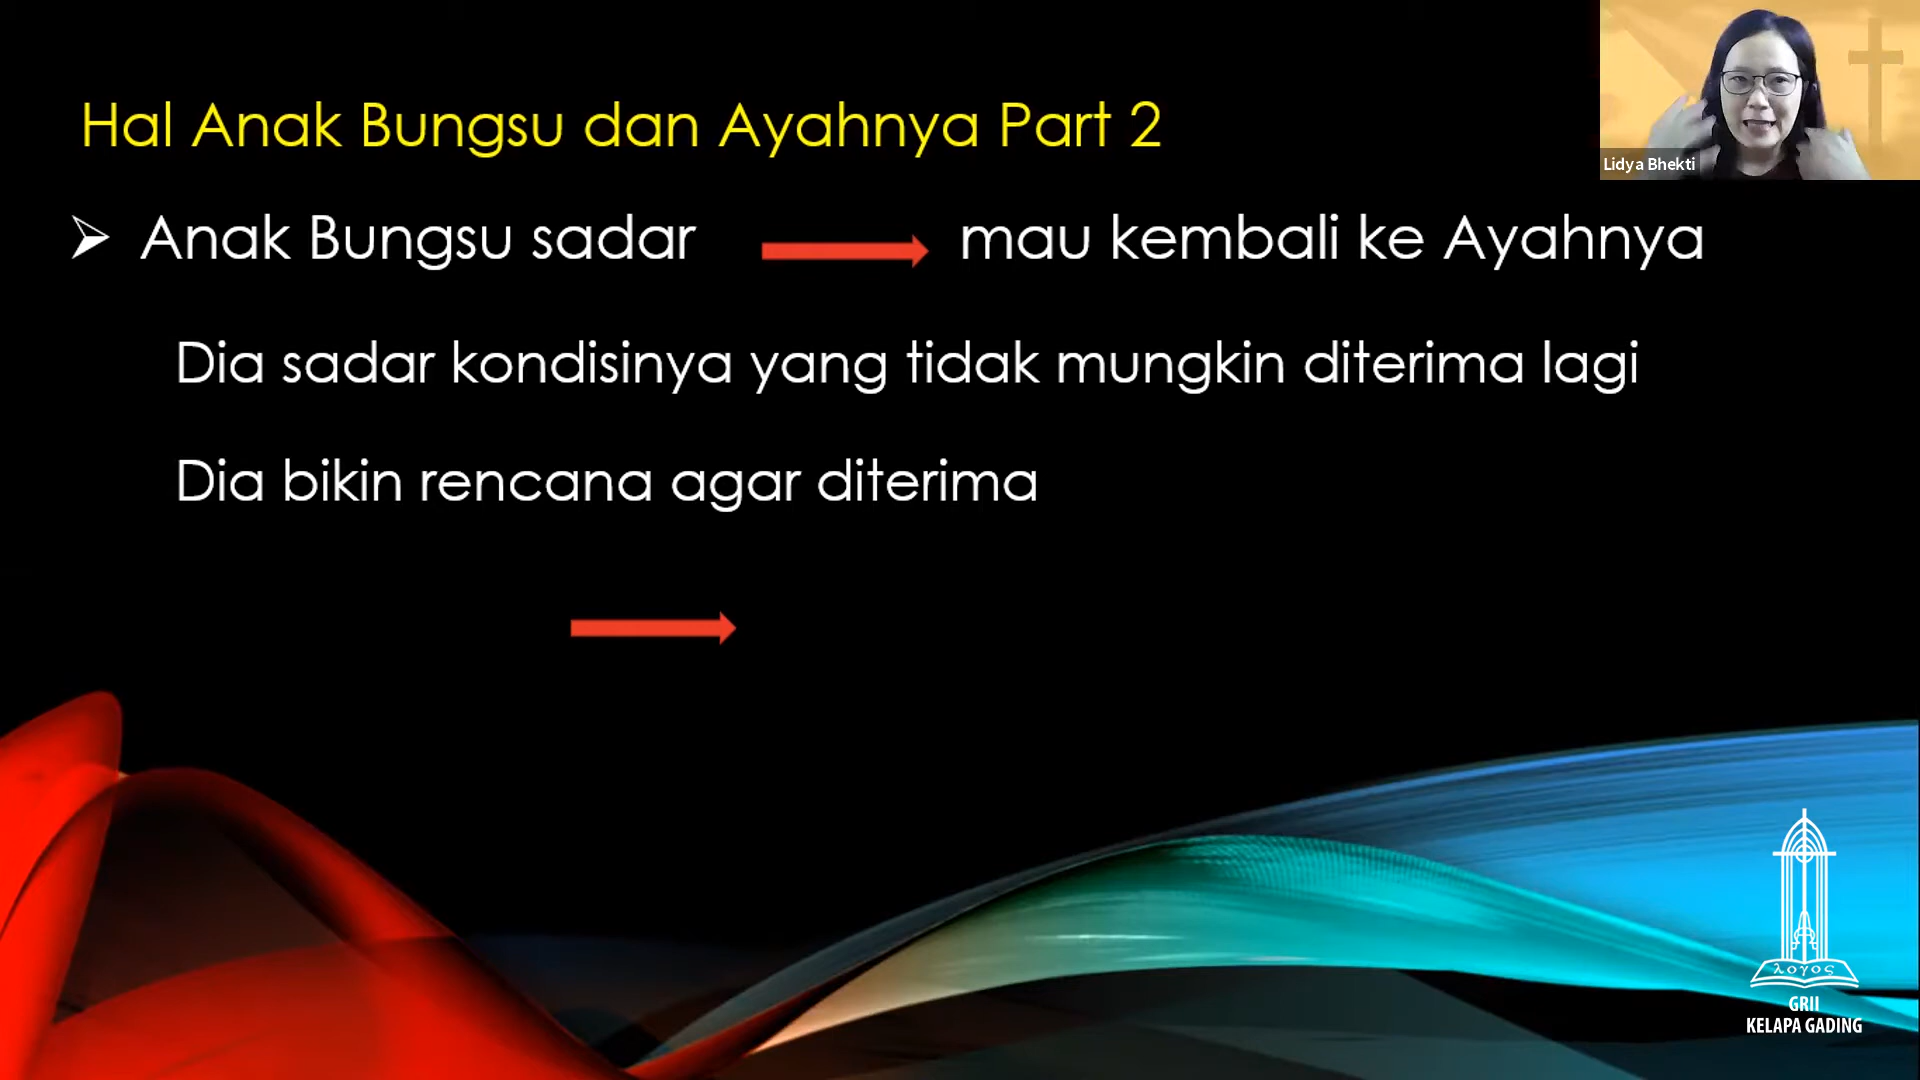 Hal Anak Bungsu dan Ayahnya Part 2
Lidya Bhekti
Anak Bungsu sadar mau kembali ke Ayahnya
Dia sadar kondisinya yang tidak mungkin diterima lagi
Dia bikin rencana agar diterima
λογος
GRII
KELAPA GADING